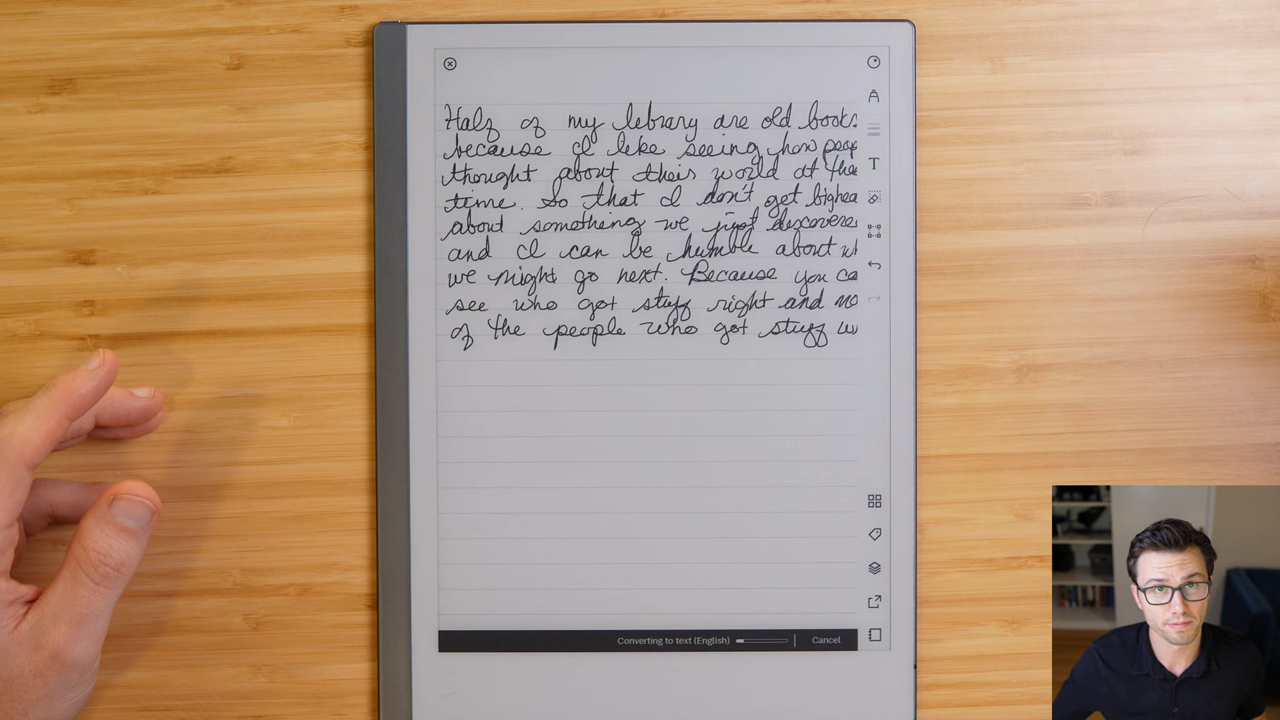 Half of my library are old books
because I like seeing how peop
thought about their world at the
time. So that I don't get bighea
about something we just discovere
and I can be humble about wh
we might go next. Because you ca
see who got stuff right and mo
of the people who got stuff w
T
Converting to text (English) Cancel